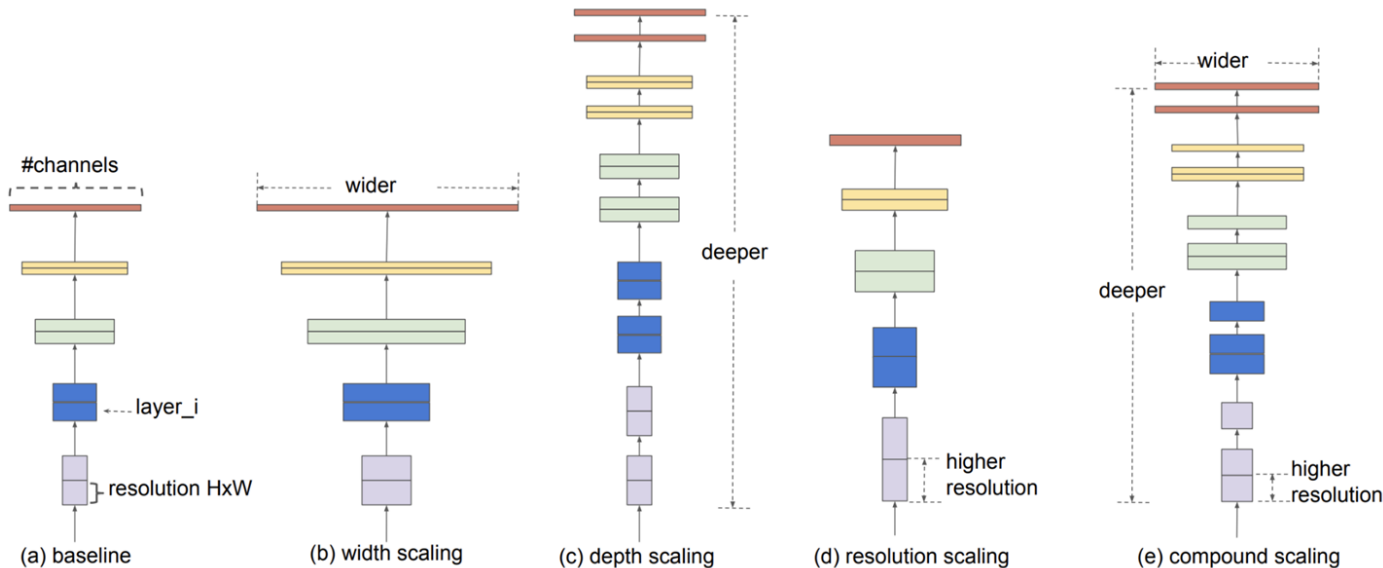 #channels
layer_i
resolution HxW
(a) baseline
wider
(b) width scaling
deeper
(c) depth scaling
higher
resolution
(d) resolution scaling
wider
deeper
higher
resolution
(e) compound scaling